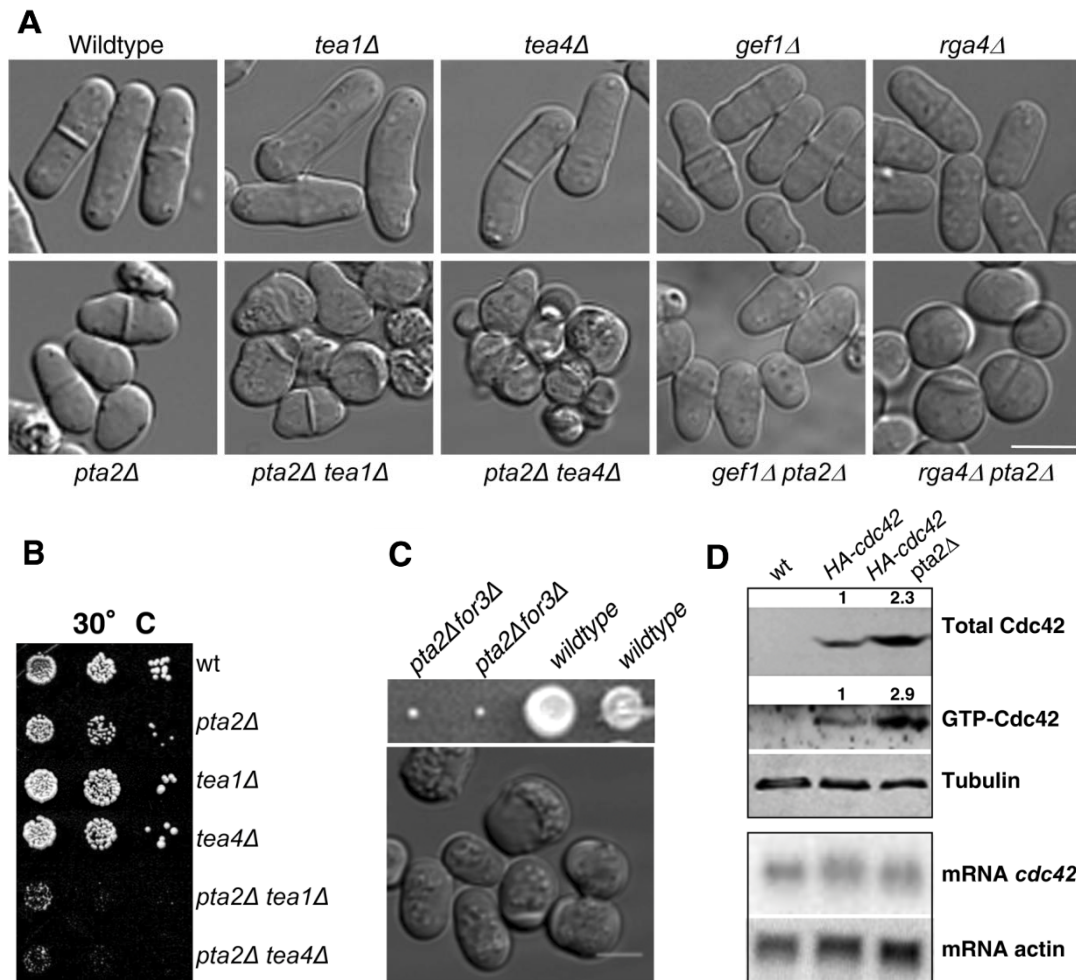 A
Wildtype tea1Δ tea4Δ gef1Δ rga4Δ
pta2Δ pta2Δ tea1Δ pta2Δ tea4Δ gef1Δ pta2Δ rga4Δ pta2Δ
B
30° C
wt
pta2Δ
tea1Δ
tea4Δ
pta2Δ tea1Δ
pta2Δ tea4Δ
C
pta2Δfor3Δ
pta2Δfor3Δ
wildtype
wildtype
D
wt
HA-cdc42
HA-cdc42
pta2Δ
1 2.3
Total Cdc42
1 2.9
GTP-Cdc42
Tubulin
mRNA cdc42
mRNA actin